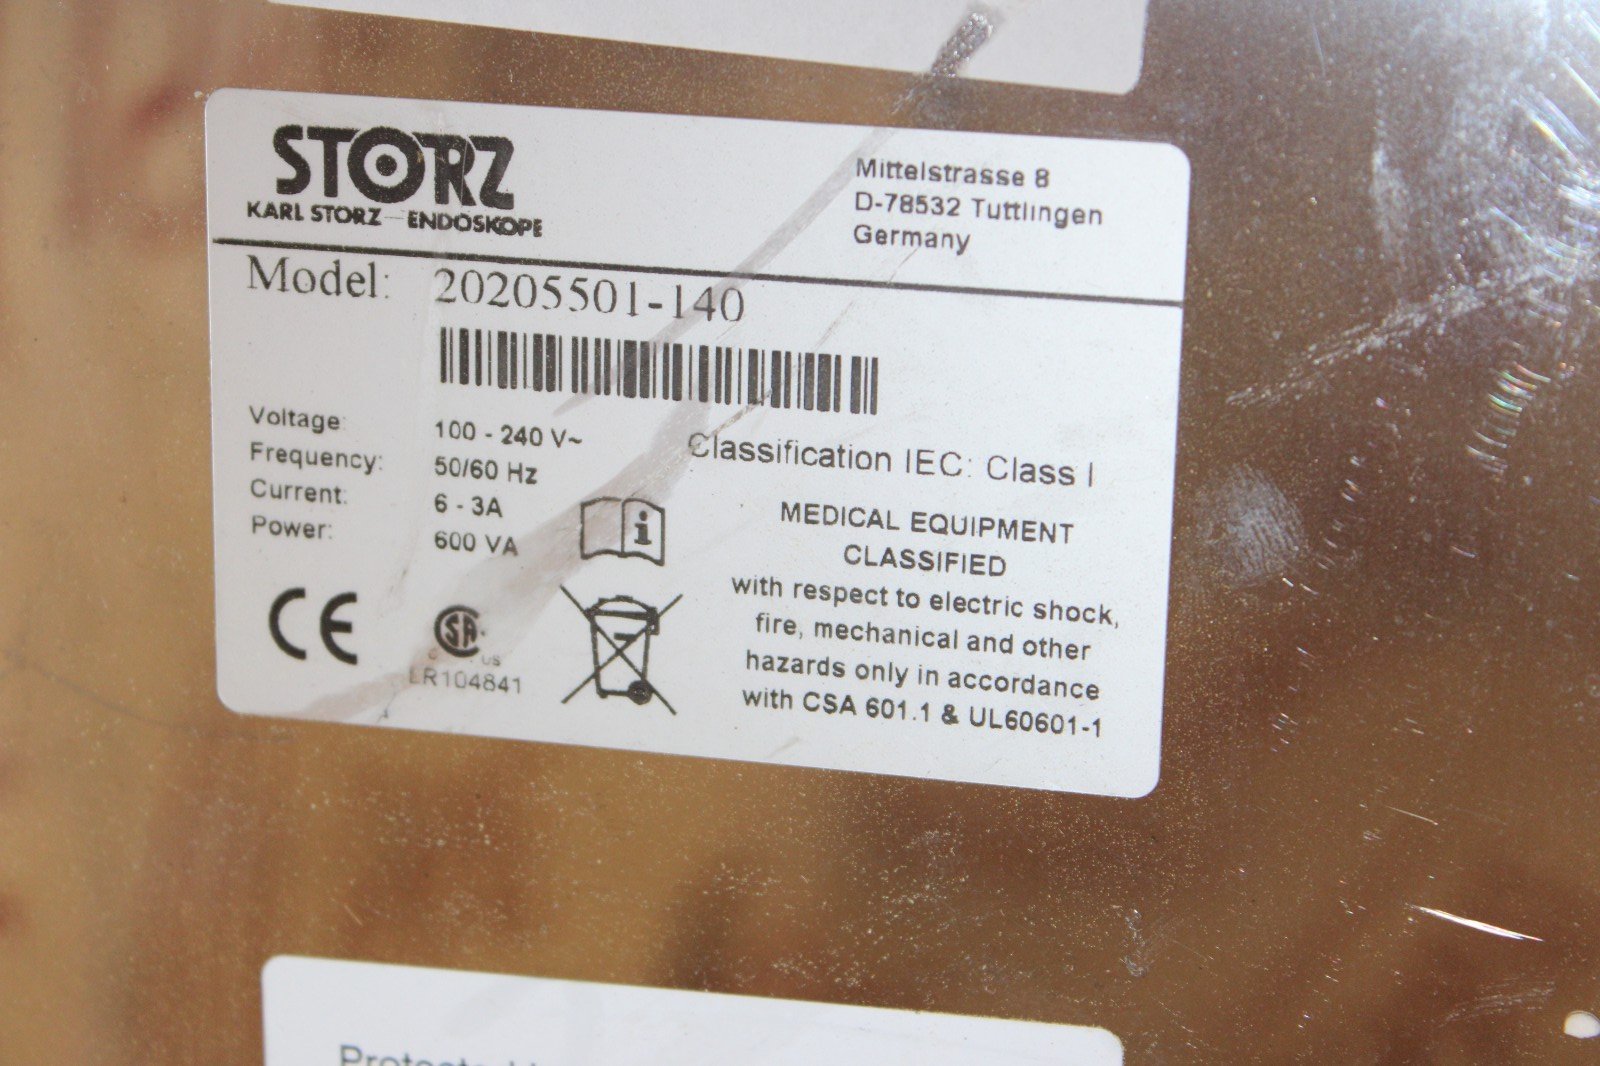 STORZ
KARL STORZ—ENDOSKOPE
Mittelstrasse 8
D-78532 Tuttlingen
Germany
Model: 20205501-140
Voltage: 100 - 240 V~
Frequency: 50/60 Hz
Current: 6 - 3A
Power: 600 VA
Classification IEC: Class I
MEDICAL EQUIPMENT
CLASSIFIED
with respect to electric shock,
fire, mechanical and other
hazards only in accordance
with CSA 601.1 & UL60601-1
CE
SA
US
LR104841